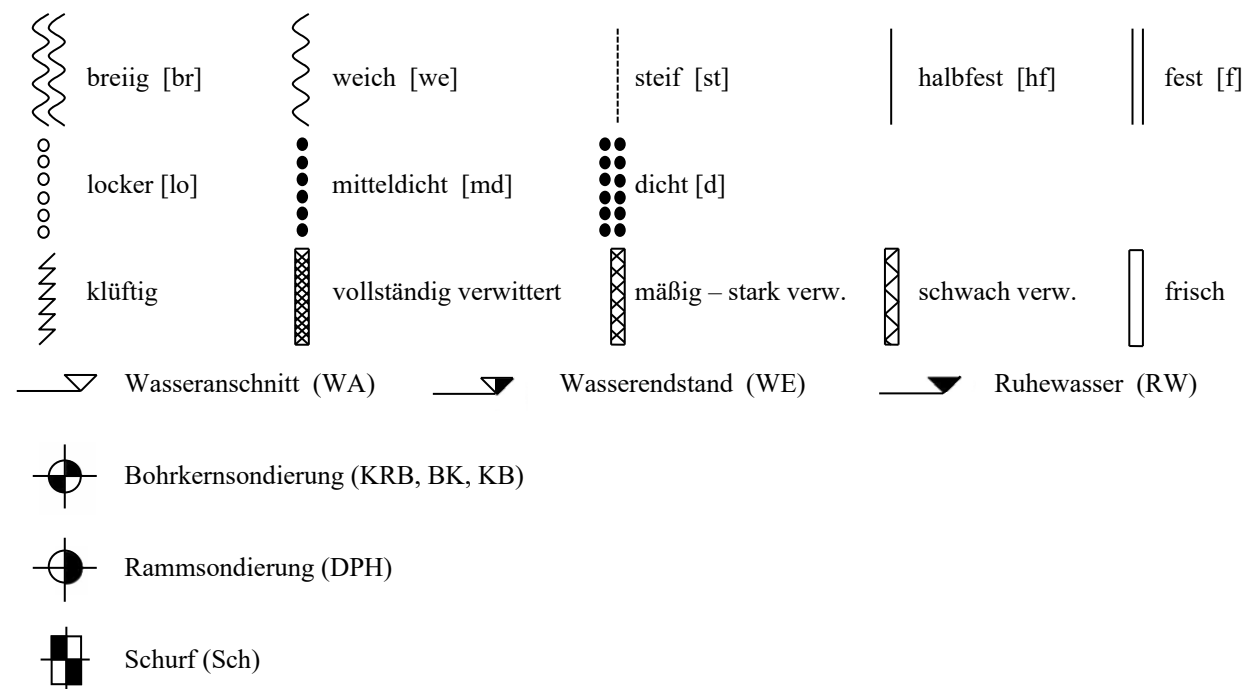 breiig [br] weich [we] steif [st] halbfest [hf] fest [f]
locker [lo] mitteldicht [md] dicht [d]
klüftig vollständig verwittert mäßig – stark verw. schwach verw. frisch
Wasseranschnitt (WA) Wasserendstand (WE) Ruhewasser (RW)
Bohrkernsondierung (KRB, BK, KB)
Rammsondierung (DPH)
Schurf (Sch)